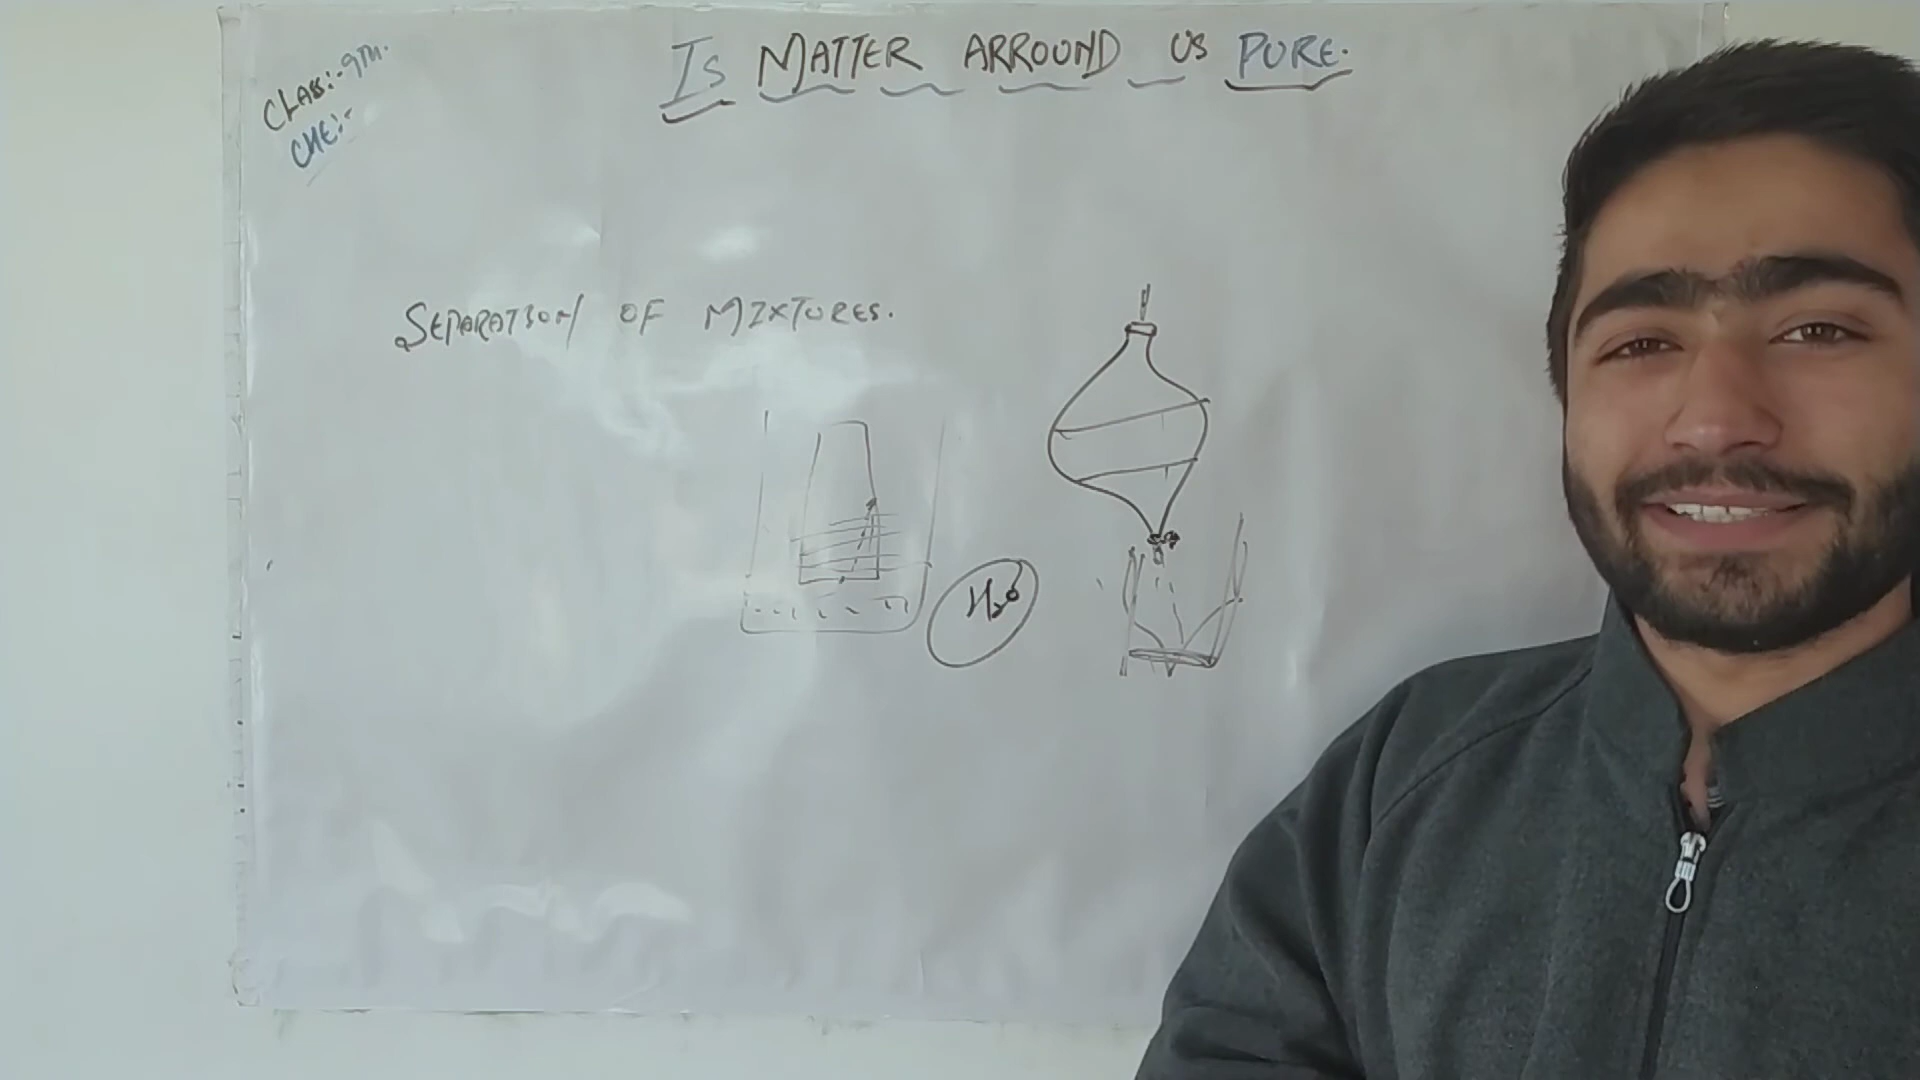 IS MATTER ARROUND US PURE.
CLASS:- 9TH.
CHE:-
SEPARATION OF MIXTURES.
H2O